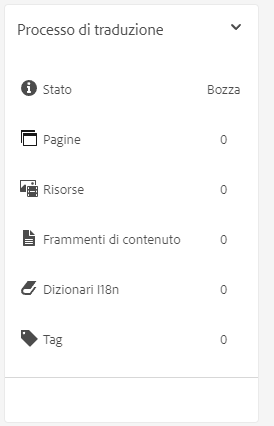 Processo di traduzione
Stato Bozza
Pagine 0
Risorse 0
Frammenti di contenuto 0
Dizionari I18n 0
Tag 0